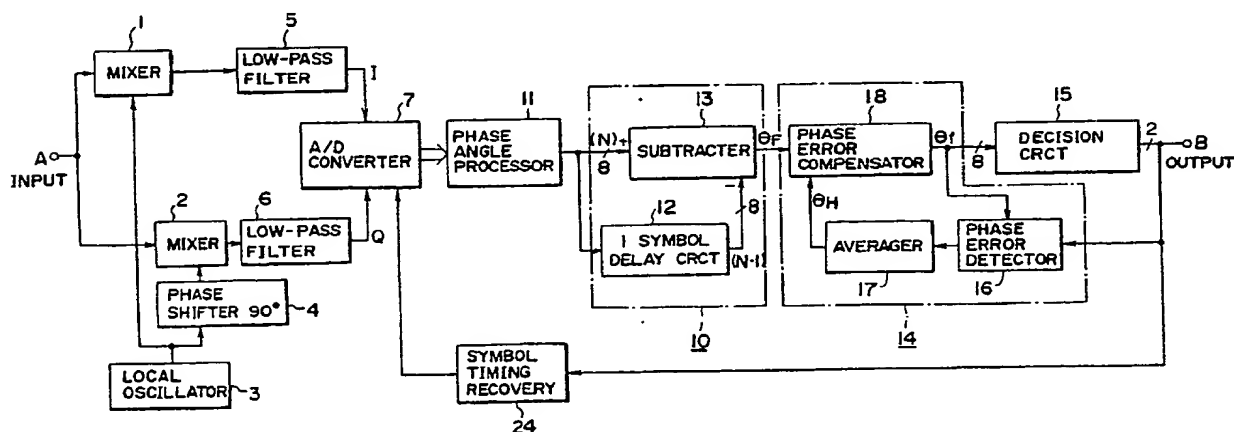 1
MIXER
5
LOW-PASS
FILTER
I
A
INPUT
7
A/D
CONVERTER
11
PHASE
ANGLE
PROCESSOR
2
MIXER
6
LOW-PASS
FILTER
Q
PHASE
SHIFTER 90°
4
LOCAL
OSCILLATOR
3
(N)
+
8
13
SUBTRACTER
−
8
12
1 SYMBOL
DELAY CRCT
(N-1)
10
θF
18
PHASE
ERROR
COMPENSATOR
θf
8
θH
AVERAGER
17
PHASE
ERROR
DETECTOR
16
14
15
DECISION
CRCT
2
B
OUTPUT
SYMBOL
TIMING
RECOVERY
24